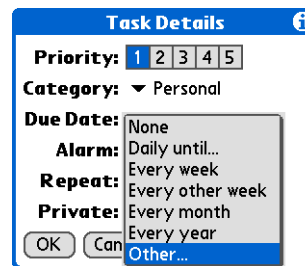 Task Details i
Priority: 1 2 3 4 5
Category: Personal
Due Date:
Alarm:
Repeat:
Private:
None
Daily until...
Every week
Every other week
Every month
Every year
Other...
OK Can